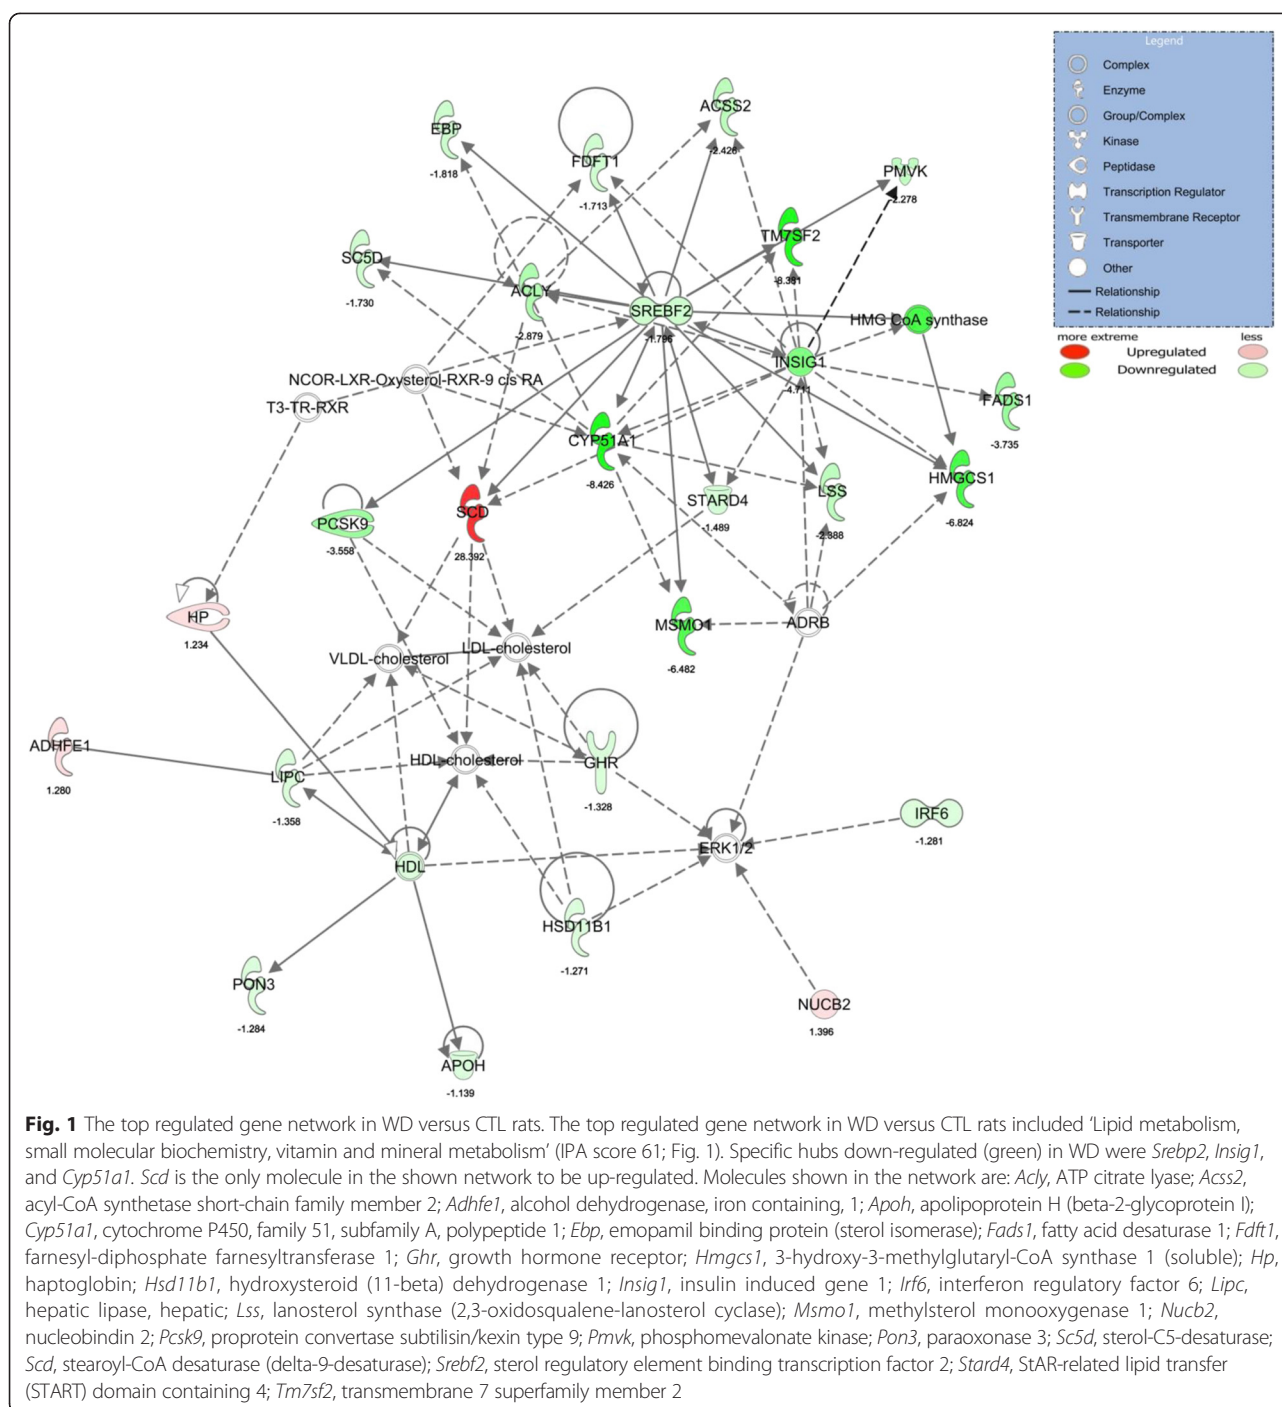 Legend
Complex
Enzyme
Group/Complex
Kinase
Peptidase
Transcription Regulator
Transmembrane Receptor
Transporter
Other
Relationship
Relationship
more extreme less
Upregulated
Downregulated
ACSS2
-2.426
EBP
-1.818
FDFT1
-1.713
PMVK
-2.278
TM7SF2
-8.381
SC5D
-1.730
ACLY
-2.879
SREBF2
-1.796
HMG CoA synthase
INSIG1
-4.711
NCOR-LXR-Oxysterol-RXR-9 cis RA
T3-TR-RXR
FADS1
-3.735
CYP51A1
-8.426
HMGCS1
-6.824
LSS
-2.388
STARD4
-1.489
SCD
28.392
PCSK9
-3.558
HP
1.234
MSMO1
-6.482
ADRB
LDL-cholesterol
VLDL-cholesterol
ADHFE1
1.280
LIPC
-1.358
HDL-cholesterol
GHR
-1.328
IRF6
-1.281
ERK1/2
HDL
HSD11B1
-1.271
PON3
-1.284
NUCB2
1.396
APOH
-1.139
Fig. 1 The top regulated gene network in WD versus CTL rats. The top regulated gene network in WD versus CTL rats included ‘Lipid metabolism,
small molecular biochemistry, vitamin and mineral metabolism’ (IPA score 61; Fig. 1). Specific hubs down-regulated (green) in WD were Srebp2, Insig1,
and Cyp51a1. Scd is the only molecule in the shown network to be up-regulated. Molecules shown in the network are: Acly, ATP citrate lyase; Acss2,
acyl-CoA synthetase short-chain family member 2; Adhfe1, alcohol dehydrogenase, iron containing, 1; Apoh, apolipoprotein H (beta-2-glycoprotein I);
Cyp51a1, cytochrome P450, family 51, subfamily A, polypeptide 1; Ebp, emopamil binding protein (sterol isomerase); Fads1, fatty acid desaturase 1; Fdft1,
farnesyl-diphosphate farnesyltransferase 1; Ghr, growth hormone receptor; Hmgcs1, 3-hydroxy-3-methylglutaryl-CoA synthase 1 (soluble); Hp,
haptoglobin; Hsd11b1, hydroxysteroid (11-beta) dehydrogenase 1; Insig1, insulin induced gene 1; Irf6, interferon regulatory factor 6; Lipc,
hepatic lipase, hepatic; Lss, lanosterol synthase (2,3-oxidosqualene-lanosterol cyclase); Msmo1, methylsterol monooxygenase 1; Nucb2,
nucleobindin 2; Pcsk9, proprotein convertase subtilisin/kexin type 9; Pmvk, phosphomevalonate kinase; Pon3, paraoxonase 3; Sc5d, sterol-C5-desaturase;
Scd, stearoyl-CoA desaturase (delta-9-desaturase); Srebf2, sterol regulatory element binding transcription factor 2; Stard4, StAR-related lipid transfer
(START) domain containing 4; Tm7sf2, transmembrane 7 superfamily member 2